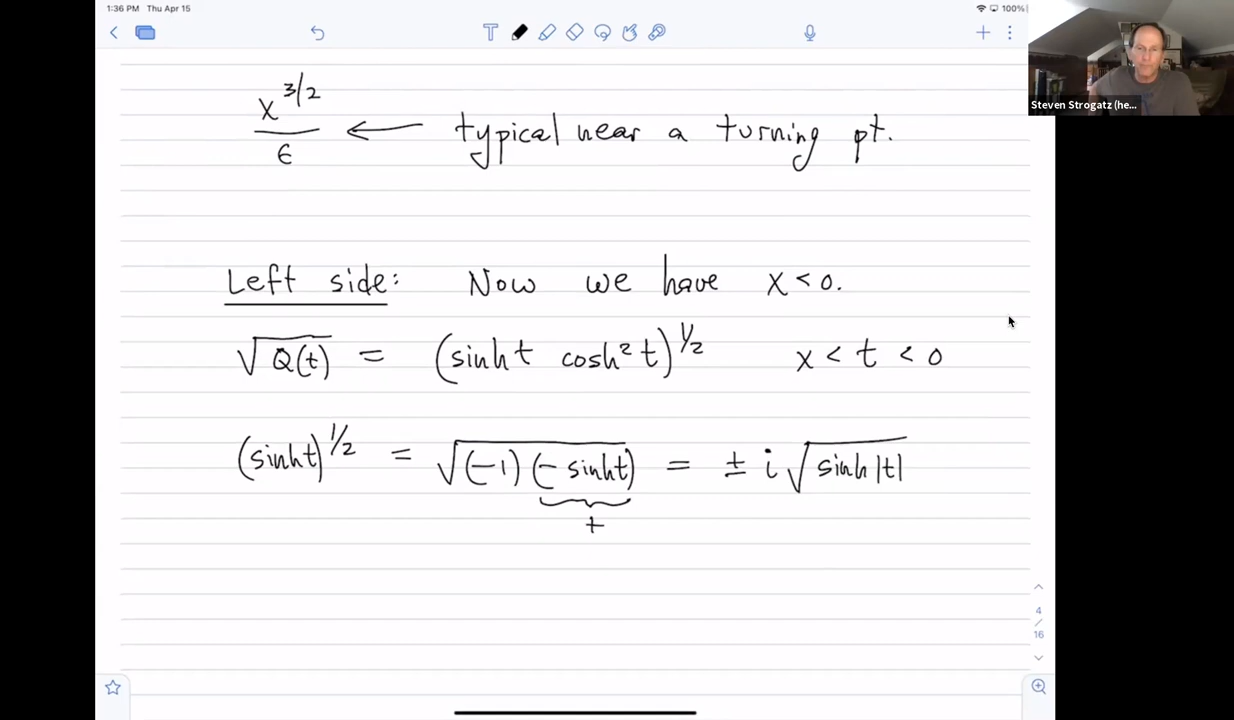 1:36 PM Thu Apr 15
100%
T
Steven Strogatz (he...
x^3/2 / ϵ ← typical near a turning pt.
Left side: Now we have x < 0.
√Q(t) = (sinh t cosh² t)^1/2 x < t < 0
(sinh t)^1/2 = √(-1)(- sinh t) = ± i √sinh |t|
+
4
/
16